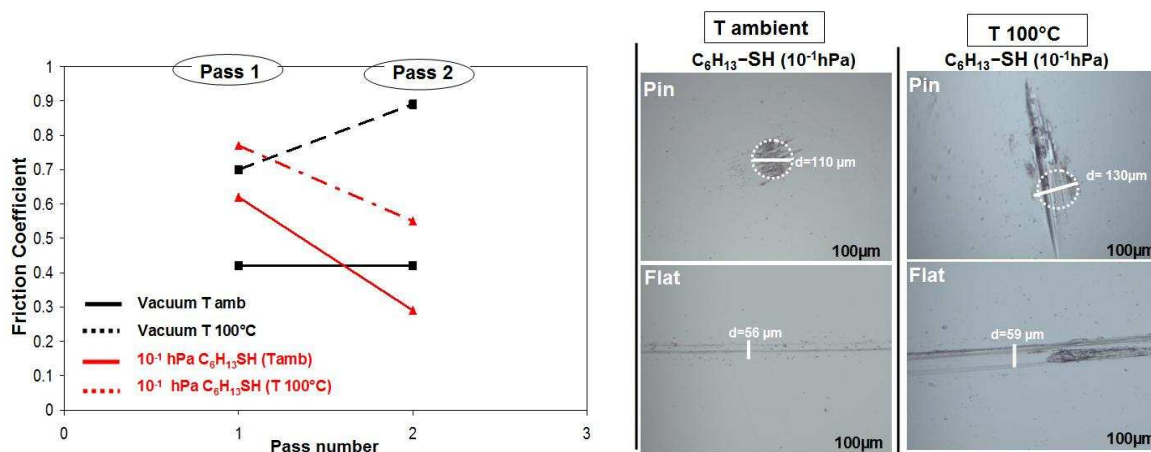 Pass 1
Pass 2
1
0.9
0.8
0.7
0.6
0.5
0.4
0.3
0.2
0.1
0
Friction Coefficient
Vacuum T amb
Vacuum T 100°C
10⁻¹ hPa C₆H₁₃SH (Tamb)
10⁻¹ hPa C₆H₁₃SH (T 100°C)
0
1
2
3
Pass number
T ambient
C₆H₁₃–SH (10⁻¹hPa)
Pin
d=110 µm
100µm
Flat
d=56 µm
100µm
T 100°C
C₆H₁₃–SH (10⁻¹hPa)
Pin
d= 130µm
100µm
Flat
d=59 µm
100µm